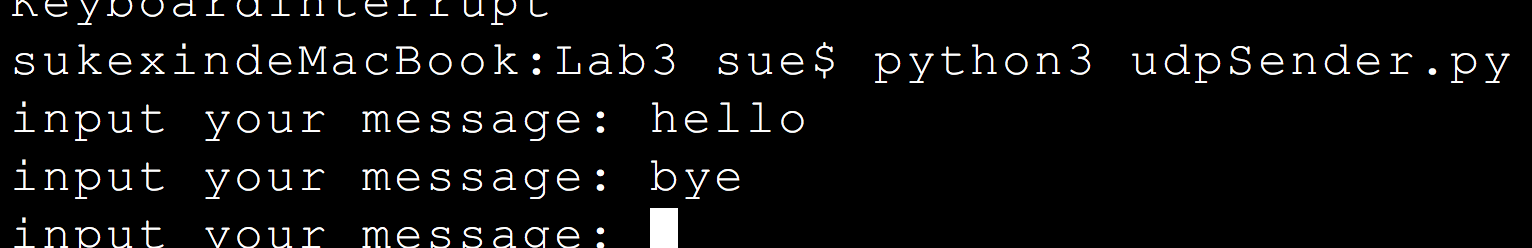 KeyboardInterrupt
sukexindeMacBook:Lab3 sue$ python3 udpSender.py
input your message: hello
input your message: bye
input your message: